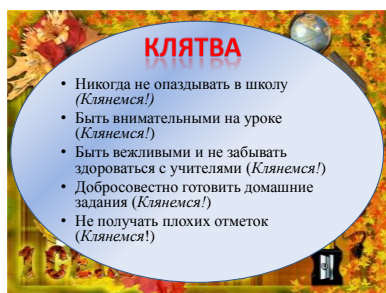 КЛЯТВА
• Никогда не опаздывать в школу
(Клянемся!)
• Быть внимательными на уроке
(Клянемся!)
• Быть вежливыми и не забывать
здороваться с учителями (Клянемся!)
• Добросовестно готовить домашние
задания (Клянемся!)
• Не получать плохих отметок
(Клянемся!)